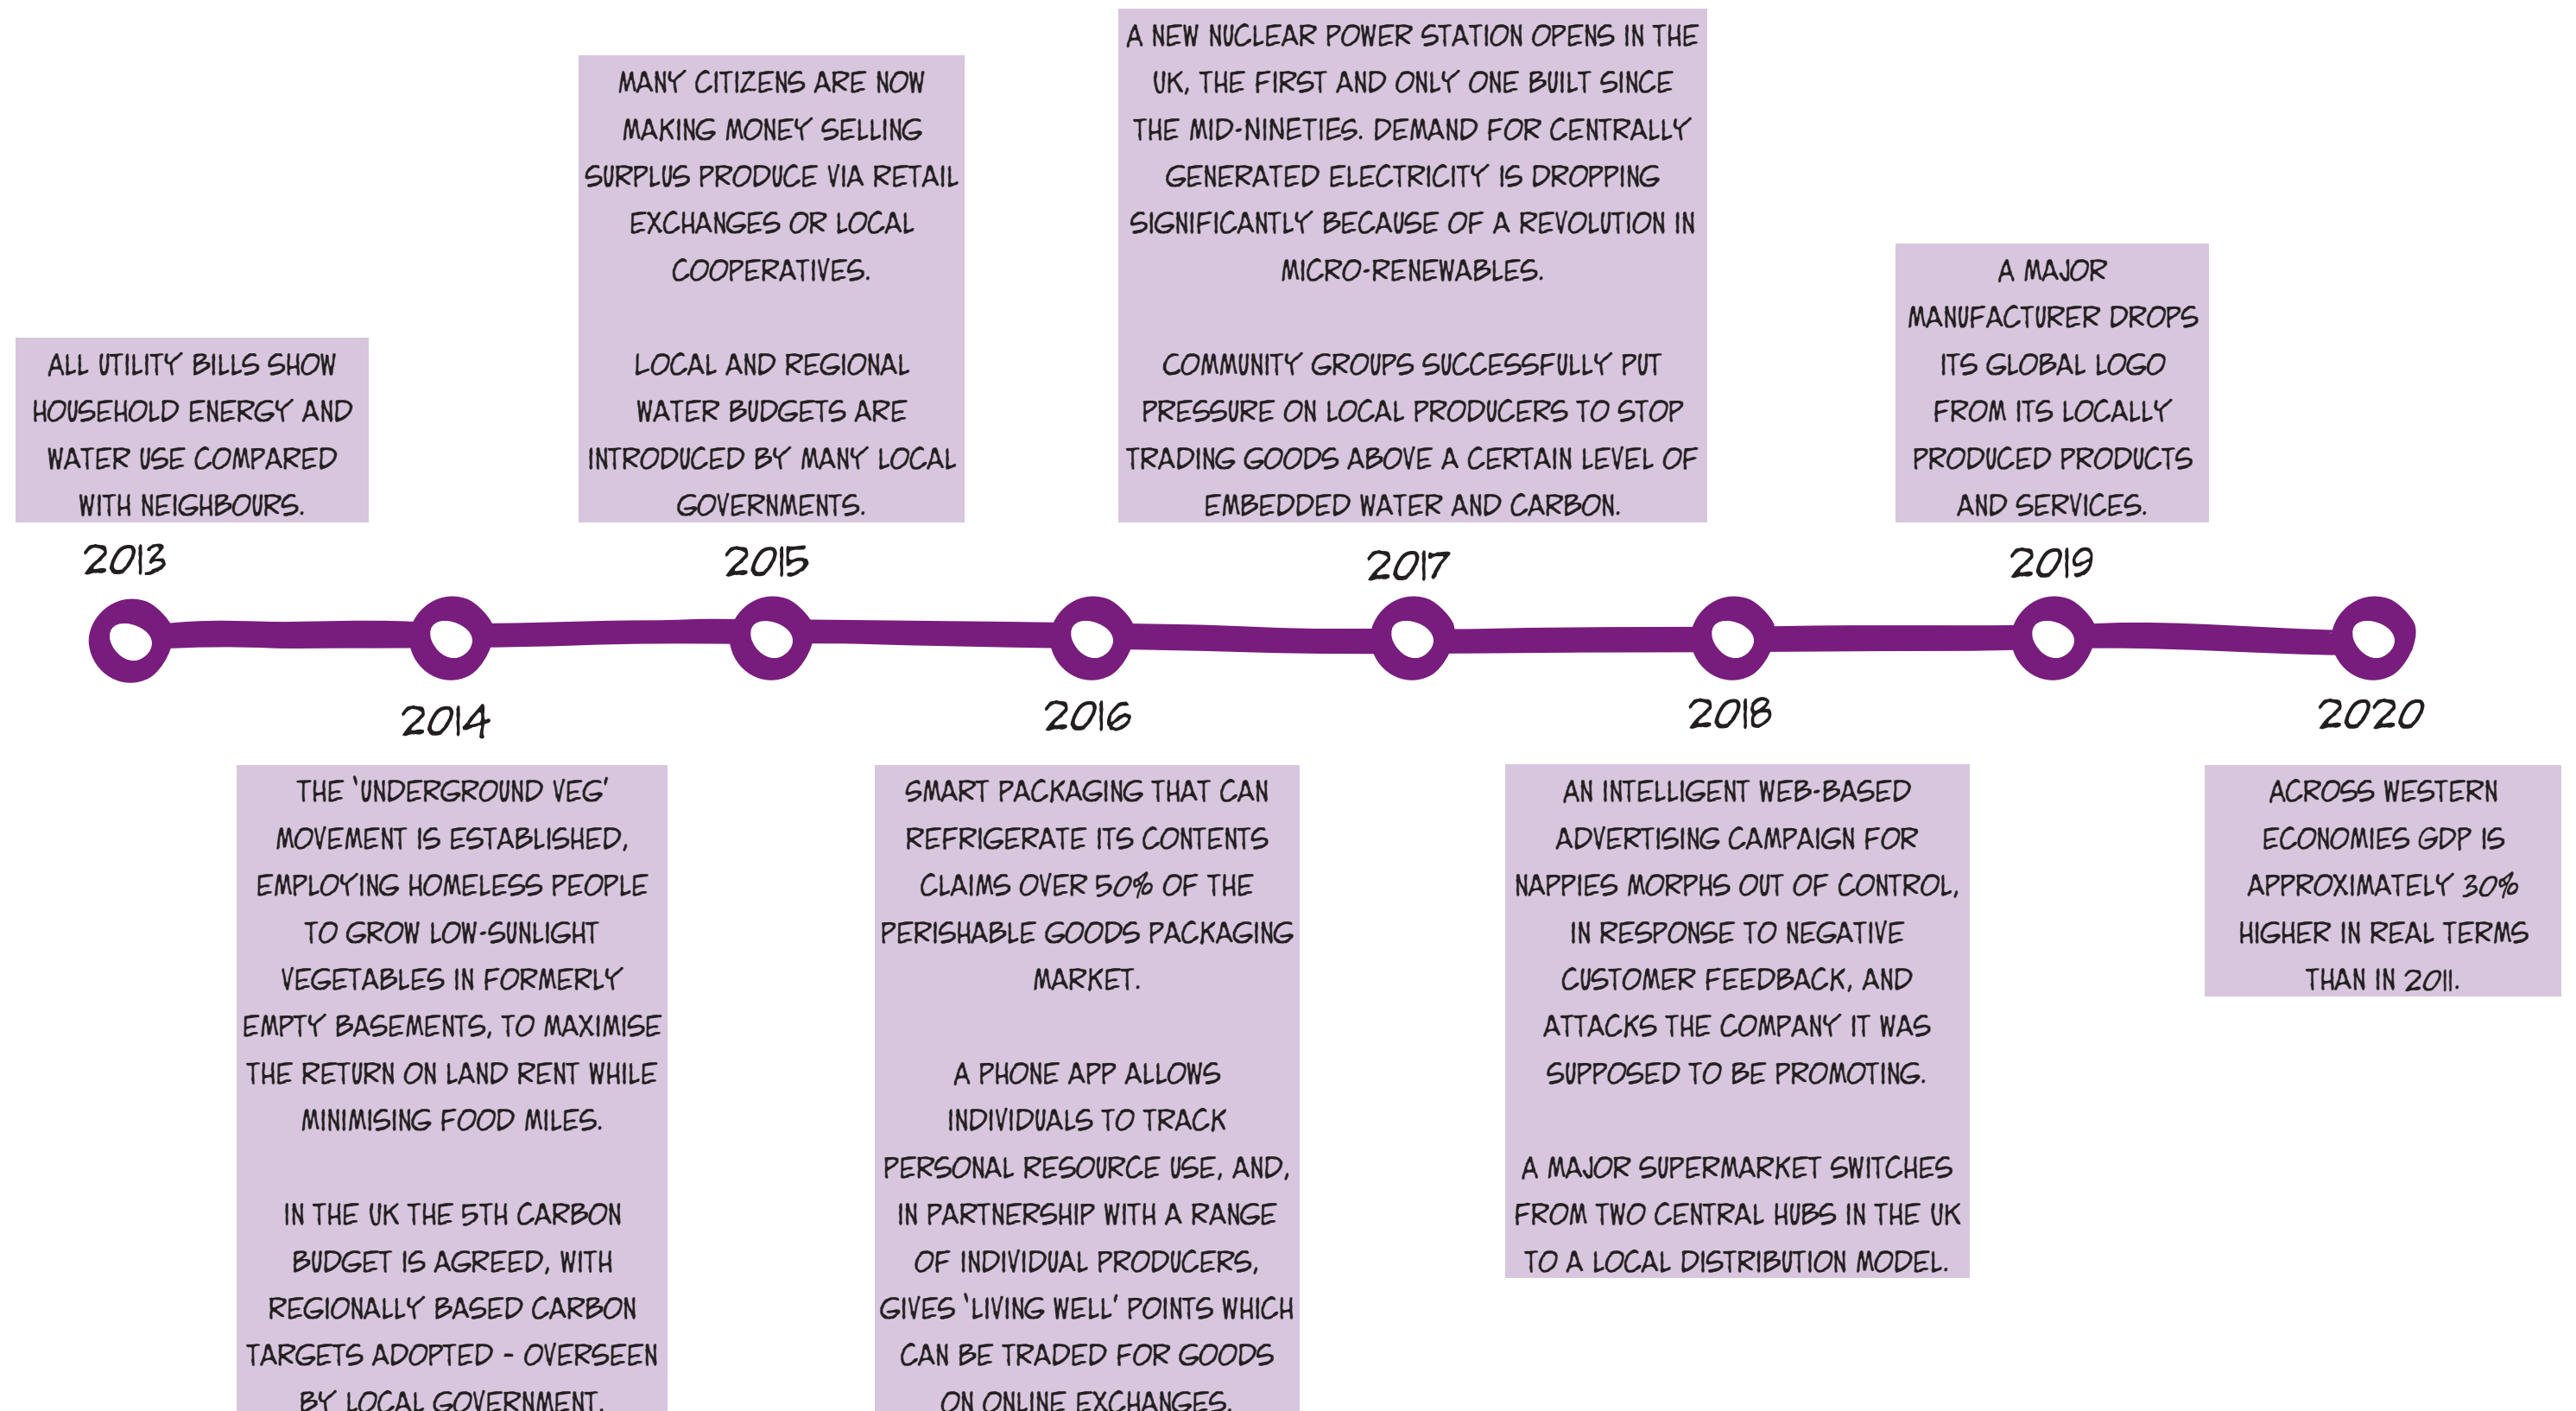 ALL UTILITY BILLS SHOW
HOUSEHOLD ENERGY AND
WATER USE COMPARED
WITH NEIGHBOURS.
2013
2014
THE ‘UNDERGROUND VEG’
MOVEMENT IS ESTABLISHED,
EMPLOYING HOMELESS PEOPLE
TO GROW LOW-SUNLIGHT
VEGETABLES IN FORMERLY
EMPTY BASEMENTS, TO MAXIMISE
THE RETURN ON LAND RENT WHILE
MINIMISING FOOD MILES.
IN THE UK THE 5TH CARBON
BUDGET IS AGREED, WITH
REGIONALLY BASED CARBON
TARGETS ADOPTED - OVERSEEN
BY LOCAL GOVERNMENT.
MANY CITIZENS ARE NOW
MAKING MONEY SELLING
SURPLUS PRODUCE VIA RETAIL
EXCHANGES OR LOCAL
COOPERATIVES.
LOCAL AND REGIONAL
WATER BUDGETS ARE
INTRODUCED BY MANY LOCAL
GOVERNMENTS.
2015
2016
SMART PACKAGING THAT CAN
REFRIGERATE ITS CONTENTS
CLAIMS OVER 50% OF THE
PERISHABLE GOODS PACKAGING
MARKET.
A PHONE APP ALLOWS
INDIVIDUALS TO TRACK
PERSONAL RESOURCE USE, AND,
IN PARTNERSHIP WITH A RANGE
OF INDIVIDUAL PRODUCERS,
GIVES ‘LIVING WELL’ POINTS WHICH
CAN BE TRADED FOR GOODS
ON ONLINE EXCHANGES.
A NEW NUCLEAR POWER STATION OPENS IN THE
UK, THE FIRST AND ONLY ONE BUILT SINCE
THE MID-NINETIES. DEMAND FOR CENTRALLY
GENERATED ELECTRICITY IS DROPPING
SIGNIFICANTLY BECAUSE OF A REVOLUTION IN
MICRO-RENEWABLES.
COMMUNITY GROUPS SUCCESSFULLY PUT
PRESSURE ON LOCAL PRODUCERS TO STOP
TRADING GOODS ABOVE A CERTAIN LEVEL OF
EMBEDDED WATER AND CARBON.
2017
2018
AN INTELLIGENT WEB-BASED
ADVERTISING CAMPAIGN FOR
NAPPIES MORPHS OUT OF CONTROL,
IN RESPONSE TO NEGATIVE
CUSTOMER FEEDBACK, AND
ATTACKS THE COMPANY IT WAS
SUPPOSED TO BE PROMOTING.
A MAJOR SUPERMARKET SWITCHES
FROM TWO CENTRAL HUBS IN THE UK
TO A LOCAL DISTRIBUTION MODEL.
A MAJOR
MANUFACTURER DROPS
ITS GLOBAL LOGO
FROM ITS LOCALLY
PRODUCED PRODUCTS
AND SERVICES.
2019
2020
ACROSS WESTERN
ECONOMIES GDP IS
APPROXIMATELY 30%
HIGHER IN REAL TERMS
THAN IN 2011.